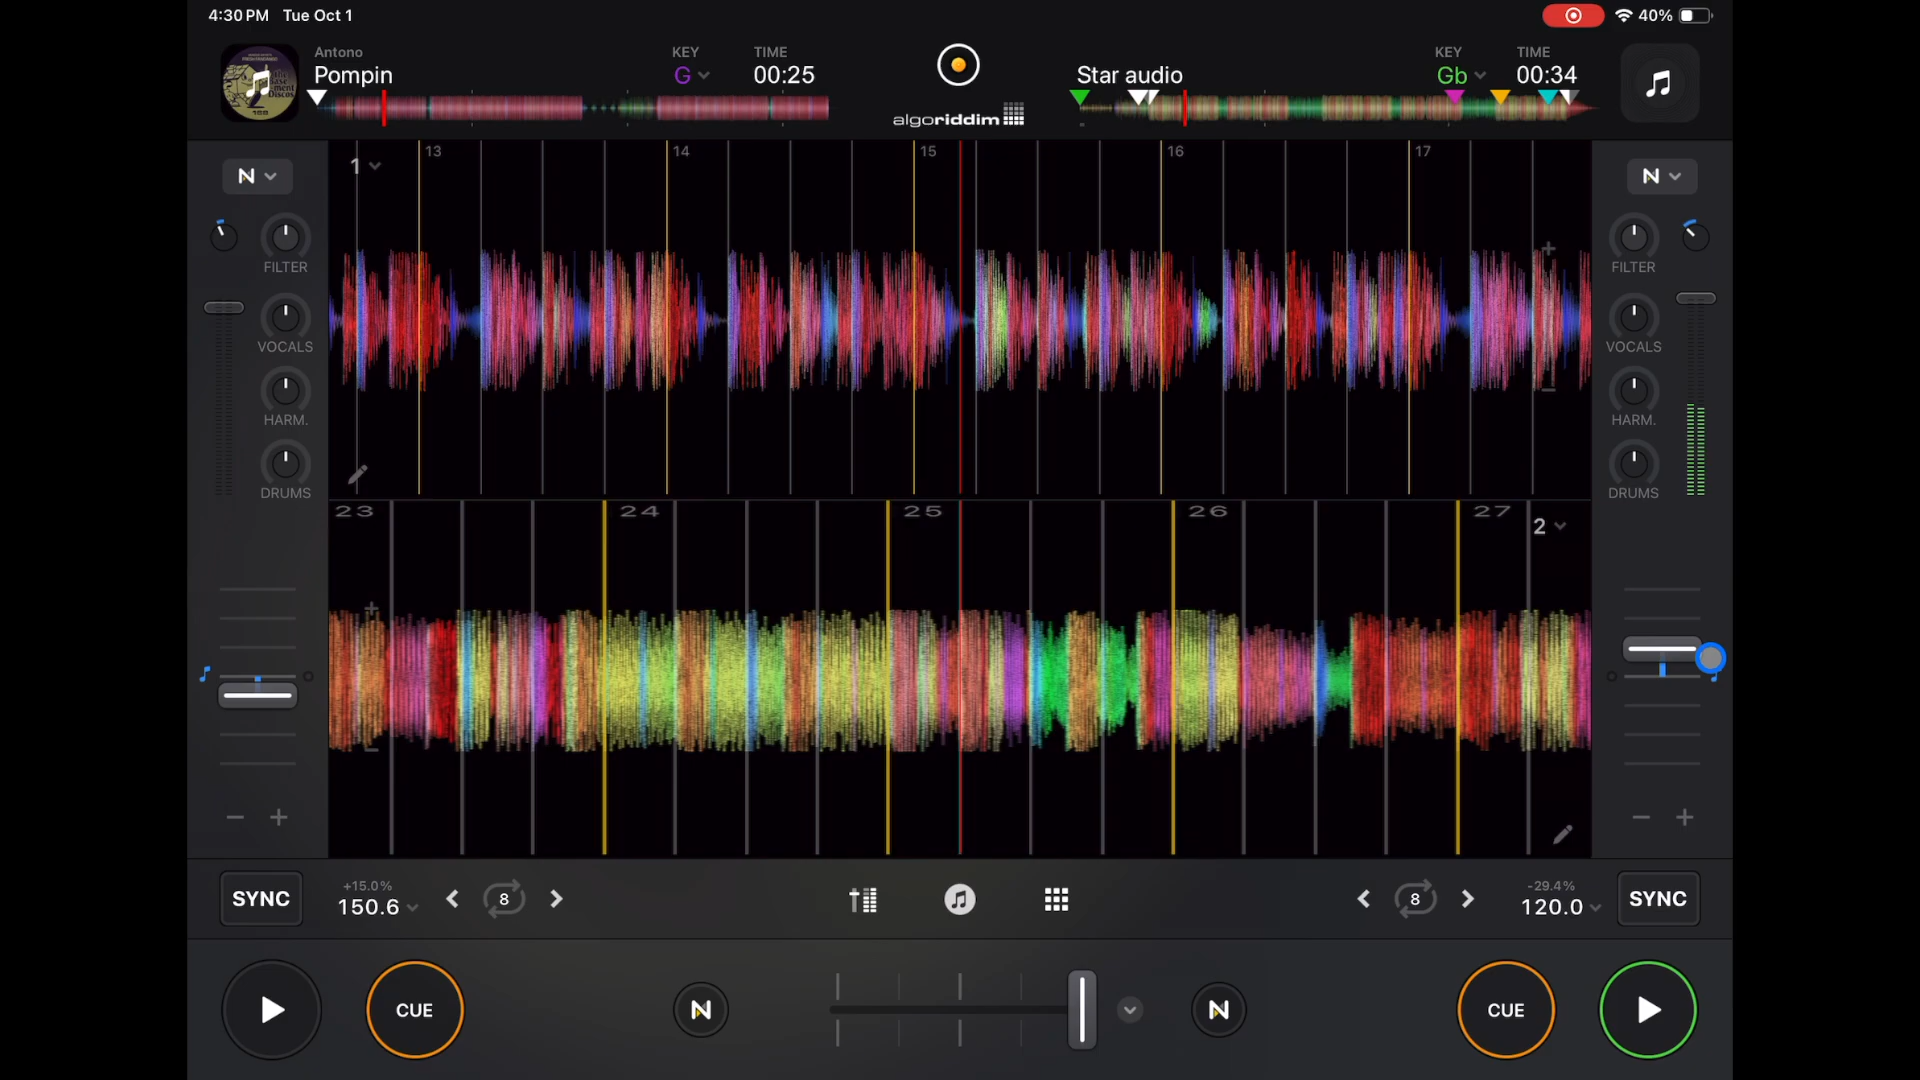 4:30 PM Tue Oct 1
40%
Antono
Pompin
KEY
G
TIME
00:25
algoriddim
Star audio
KEY
Gb
TIME
00:34
N
FILTER
VOCALS
HARM.
DRUMS
1
13
14
15
16
17
N
FILTER
VOCALS
HARM.
DRUMS
23
24
25
26
27
2
SYNC
+15.0%
150.6
8
8
-29.4%
120.0
SYNC
CUE
N
N
CUE